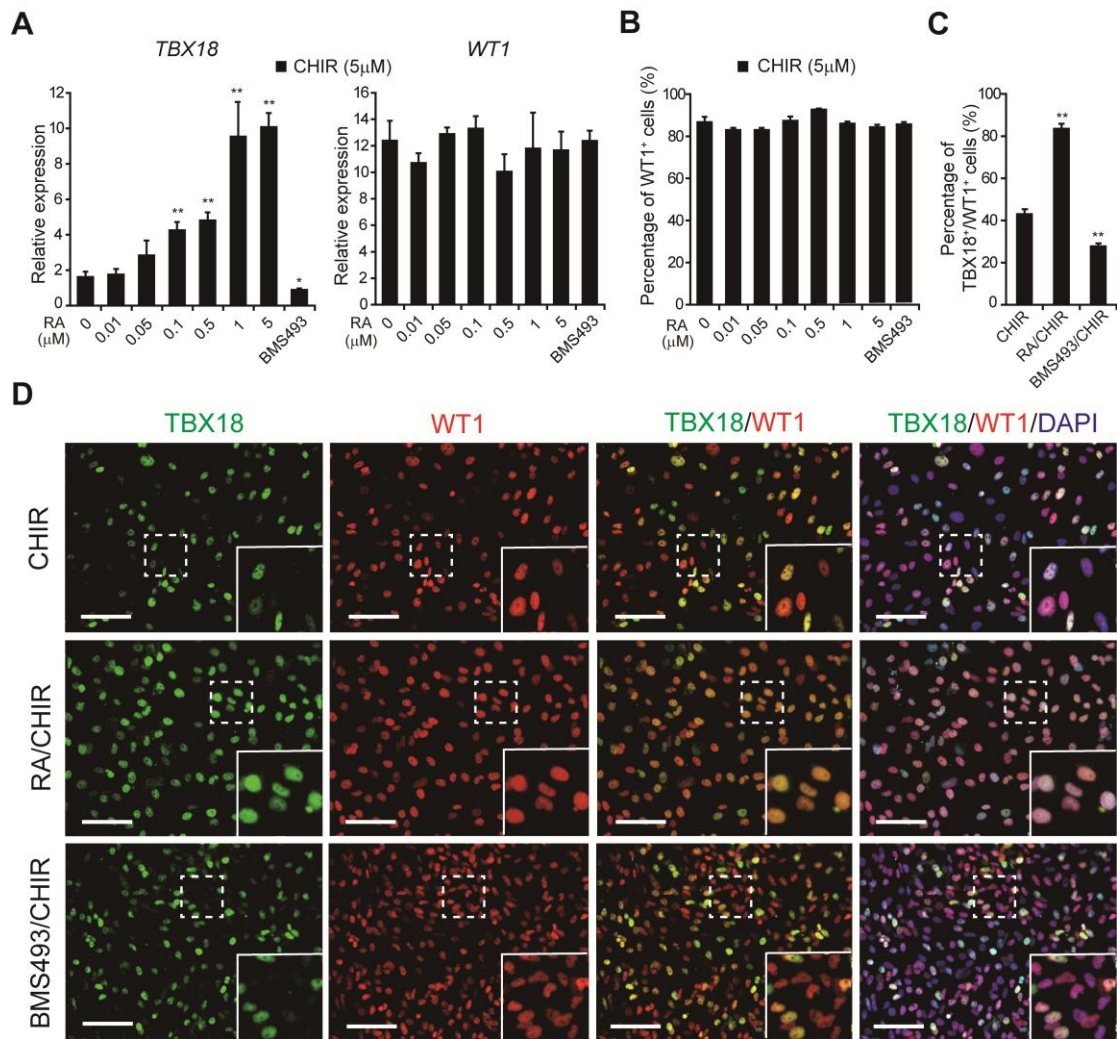 A
TBX18
WT1
CHIR (5μM)
Relative expression
12
10
8
6
4
2
0
**
**
**
**
*
RA
(μM)
0
0.01
0.05
0.1
0.5
1
5
BMS493
Relative expression
16
14
12
10
8
6
4
2
0
0
0.01
0.05
0.1
0.5
1
5
BMS493
B
CHIR (5μM)
Percentage of WT1⁺ cells (%)
100
80
60
40
20
0
RA
(μM)
0
0.01
0.05
0.1
0.5
1
5
BMS493
C
Percentage of
TBX18⁺/WT1⁺ cells (%)
100
80
60
40
20
0
**
**
CHIR
RA/CHIR
BMS493/CHIR
D
TBX18
WT1
TBX18/WT1
TBX18/WT1/DAPI
CHIR
RA/CHIR
BMS493/CHIR